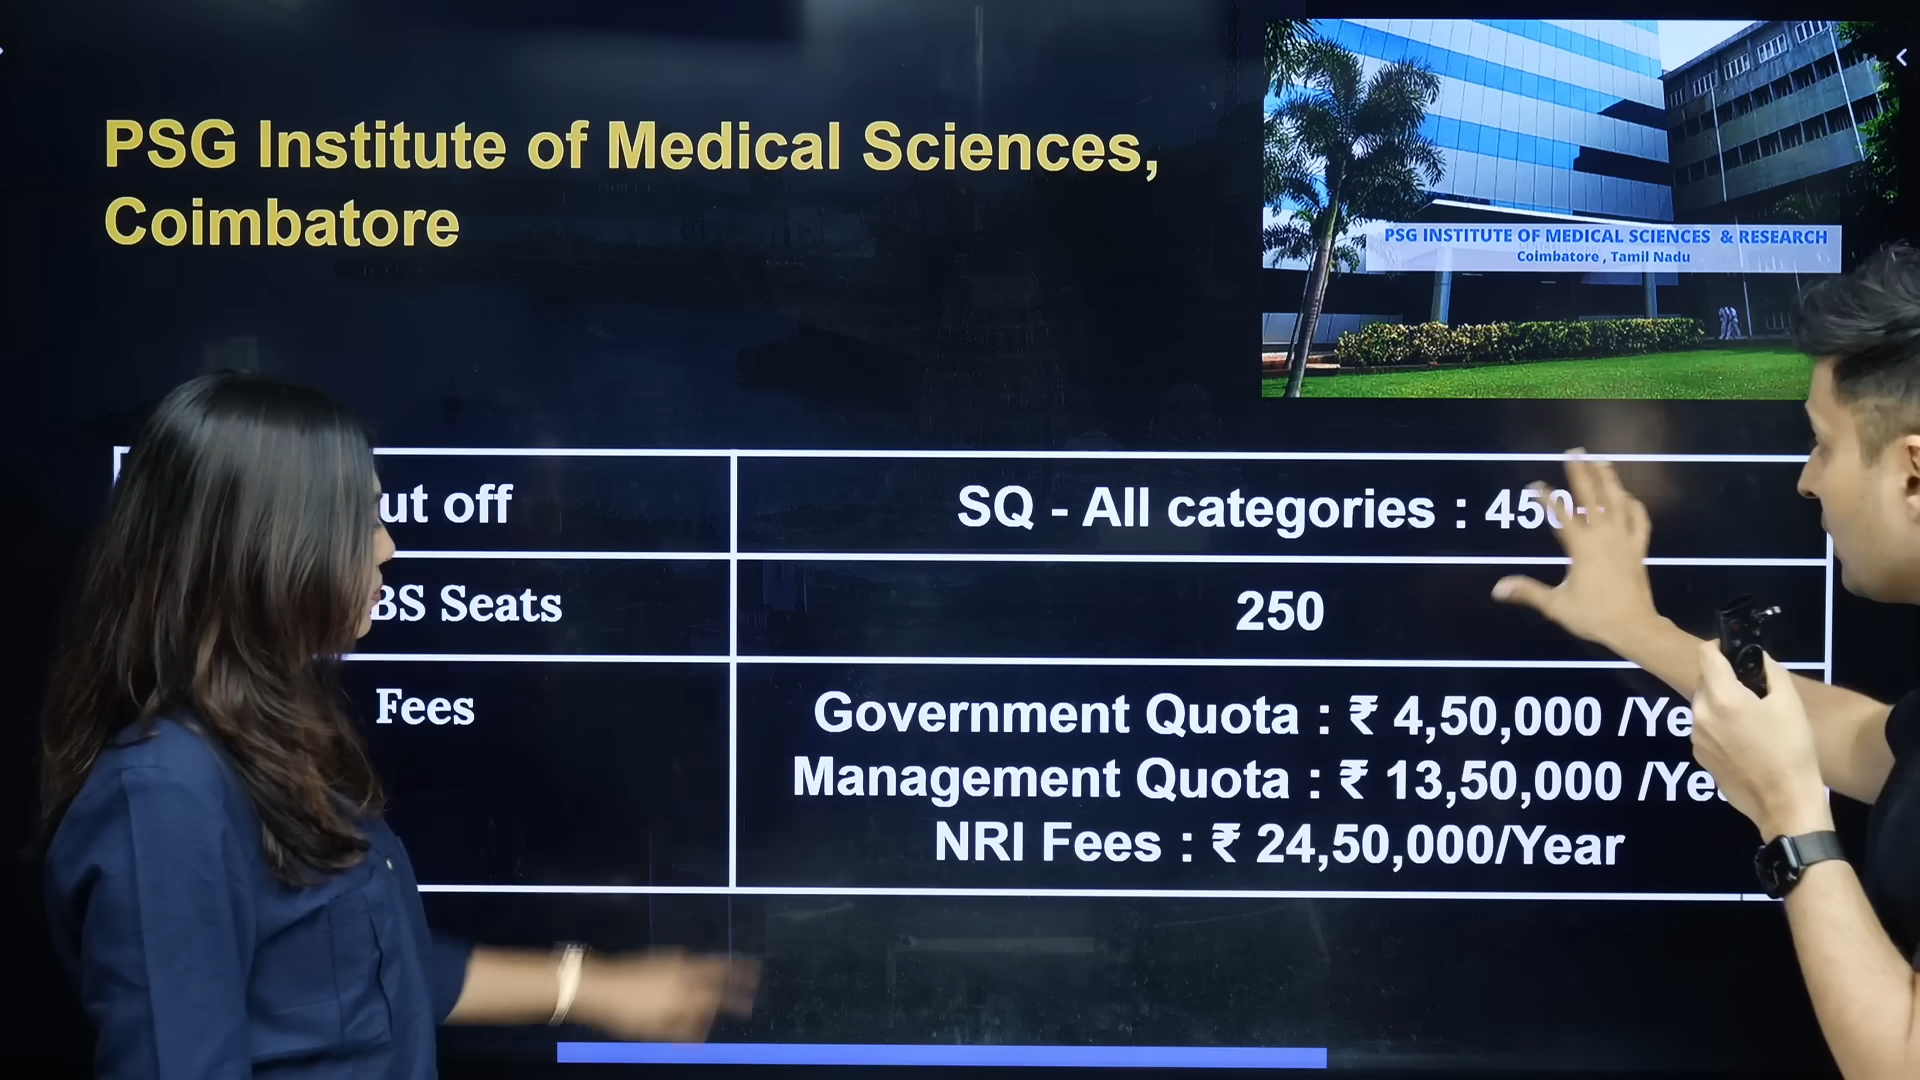 PSG Institute of Medical Sciences,
Coimbatore
PSG INSTITUTE OF MEDICAL SCIENCES & RESEARCH
Coimbatore , Tamil Nadu
ut off
SQ - All categories : 450+
BS Seats
250
Fees
Government Quota : ₹ 4,50,000 /Ye
Management Quota : ₹ 13,50,000 /Ye
NRI Fees : ₹ 24,50,000/Year